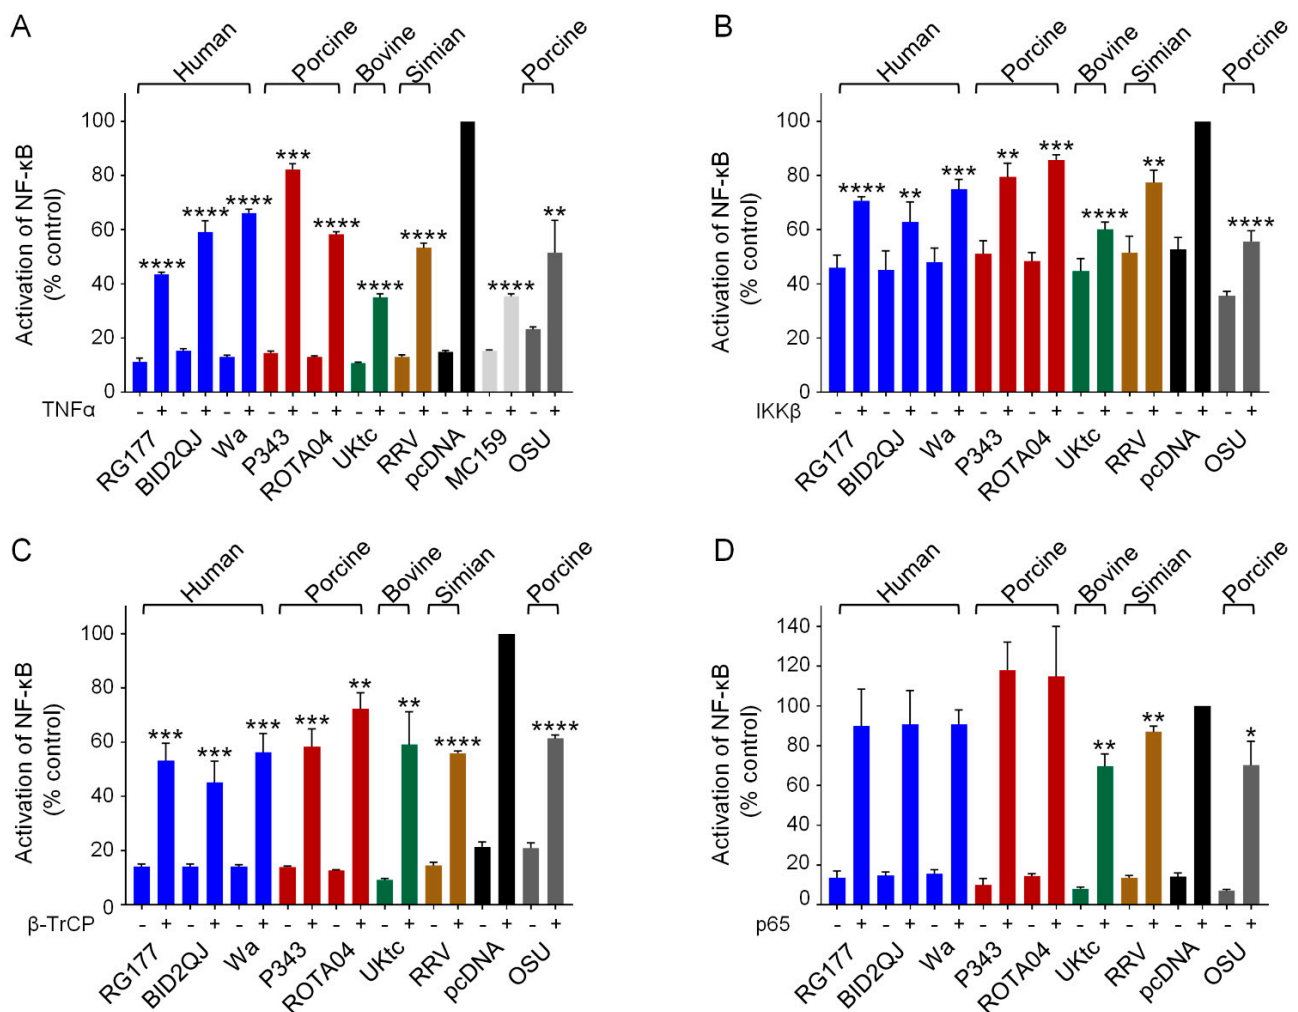 A
Human Porcine Bovine Simian Porcine
Activation of NF-κB
(% control)
100
80
60
40
20
0
**** **** **** *** **** **** **** **** **
TNFα - + - + - + - + - + - + - + - + - + - +
RG177 BID2QJ Wa P343 ROTA04 UKtc RRV pcDNA MC159 OSU
B
Human Porcine Bovine Simian Porcine
Activation of NF-κB
(% control)
100
80
60
40
20
0
**** ** *** ** *** **** ** ****
IKKβ - + - + - + - + - + - + - + - + - +
RG177 BID2QJ Wa P343 ROTA04 UKtc RRV pcDNA OSU
C
Human Porcine Bovine Simian Porcine
Activation of NF-κB
(% control)
100
80
60
40
20
0
*** *** *** *** ** ** **** ****
β-TrCP - + - + - + - + - + - + - + - + - +
RG177 BID2QJ Wa P343 ROTA04 UKtc RRV pcDNA OSU
D
Human Porcine Bovine Simian Porcine
Activation of NF-κB
(% control)
140
120
100
80
60
40
20
0
** ** *
p65 - + - + - + - + - + - + - + - + - +
RG177 BID2QJ Wa P343 ROTA04 UKtc RRV pcDNA OSU